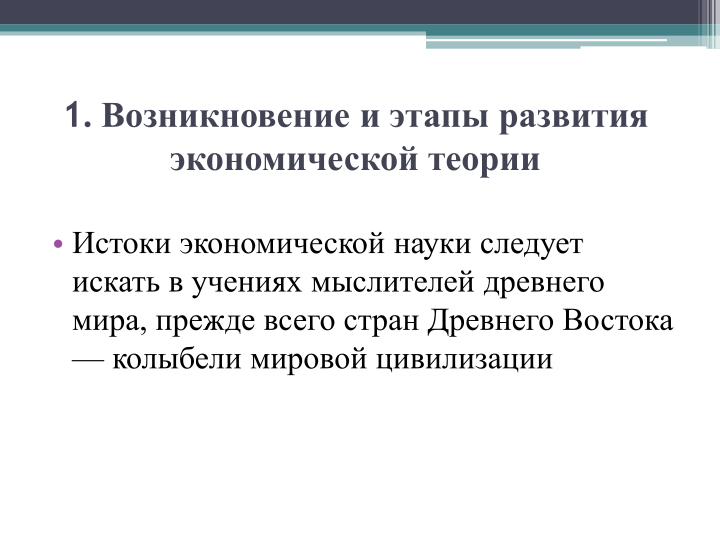 1. Возникновение и этапы развития
экономической теории
• Истоки экономической науки следует
искать в учениях мыслителей древнего
мира, прежде всего стран Древнего Востока
— колыбели мировой цивилизации